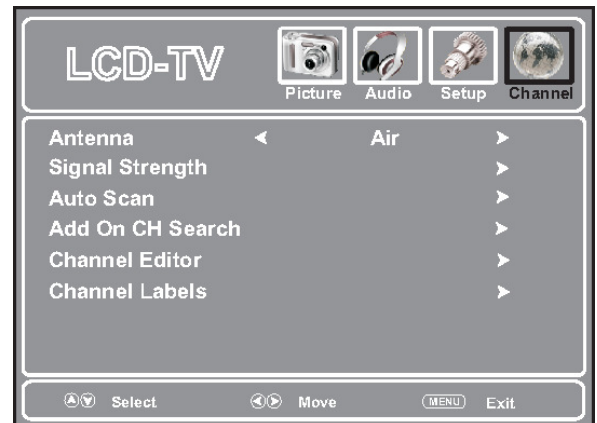 LCD-TV
Picture Audio Setup Channel
Antenna Air
Signal Strength
Auto Scan
Add On CH Search
Channel Editor
Channel Labels
Select Move MENU Exit